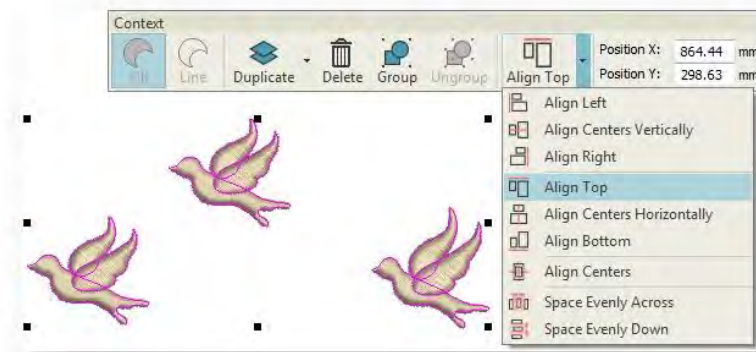 Context
Fill Line Duplicate Delete Group Ungroup Align Top
Position X: 864.44 mm
Position Y: 298.63 mm
Align Left
Align Centers Vertically
Align Right
Align Top
Align Centers Horizontally
Align Bottom
Align Centers
Space Evenly Across
Space Evenly Down